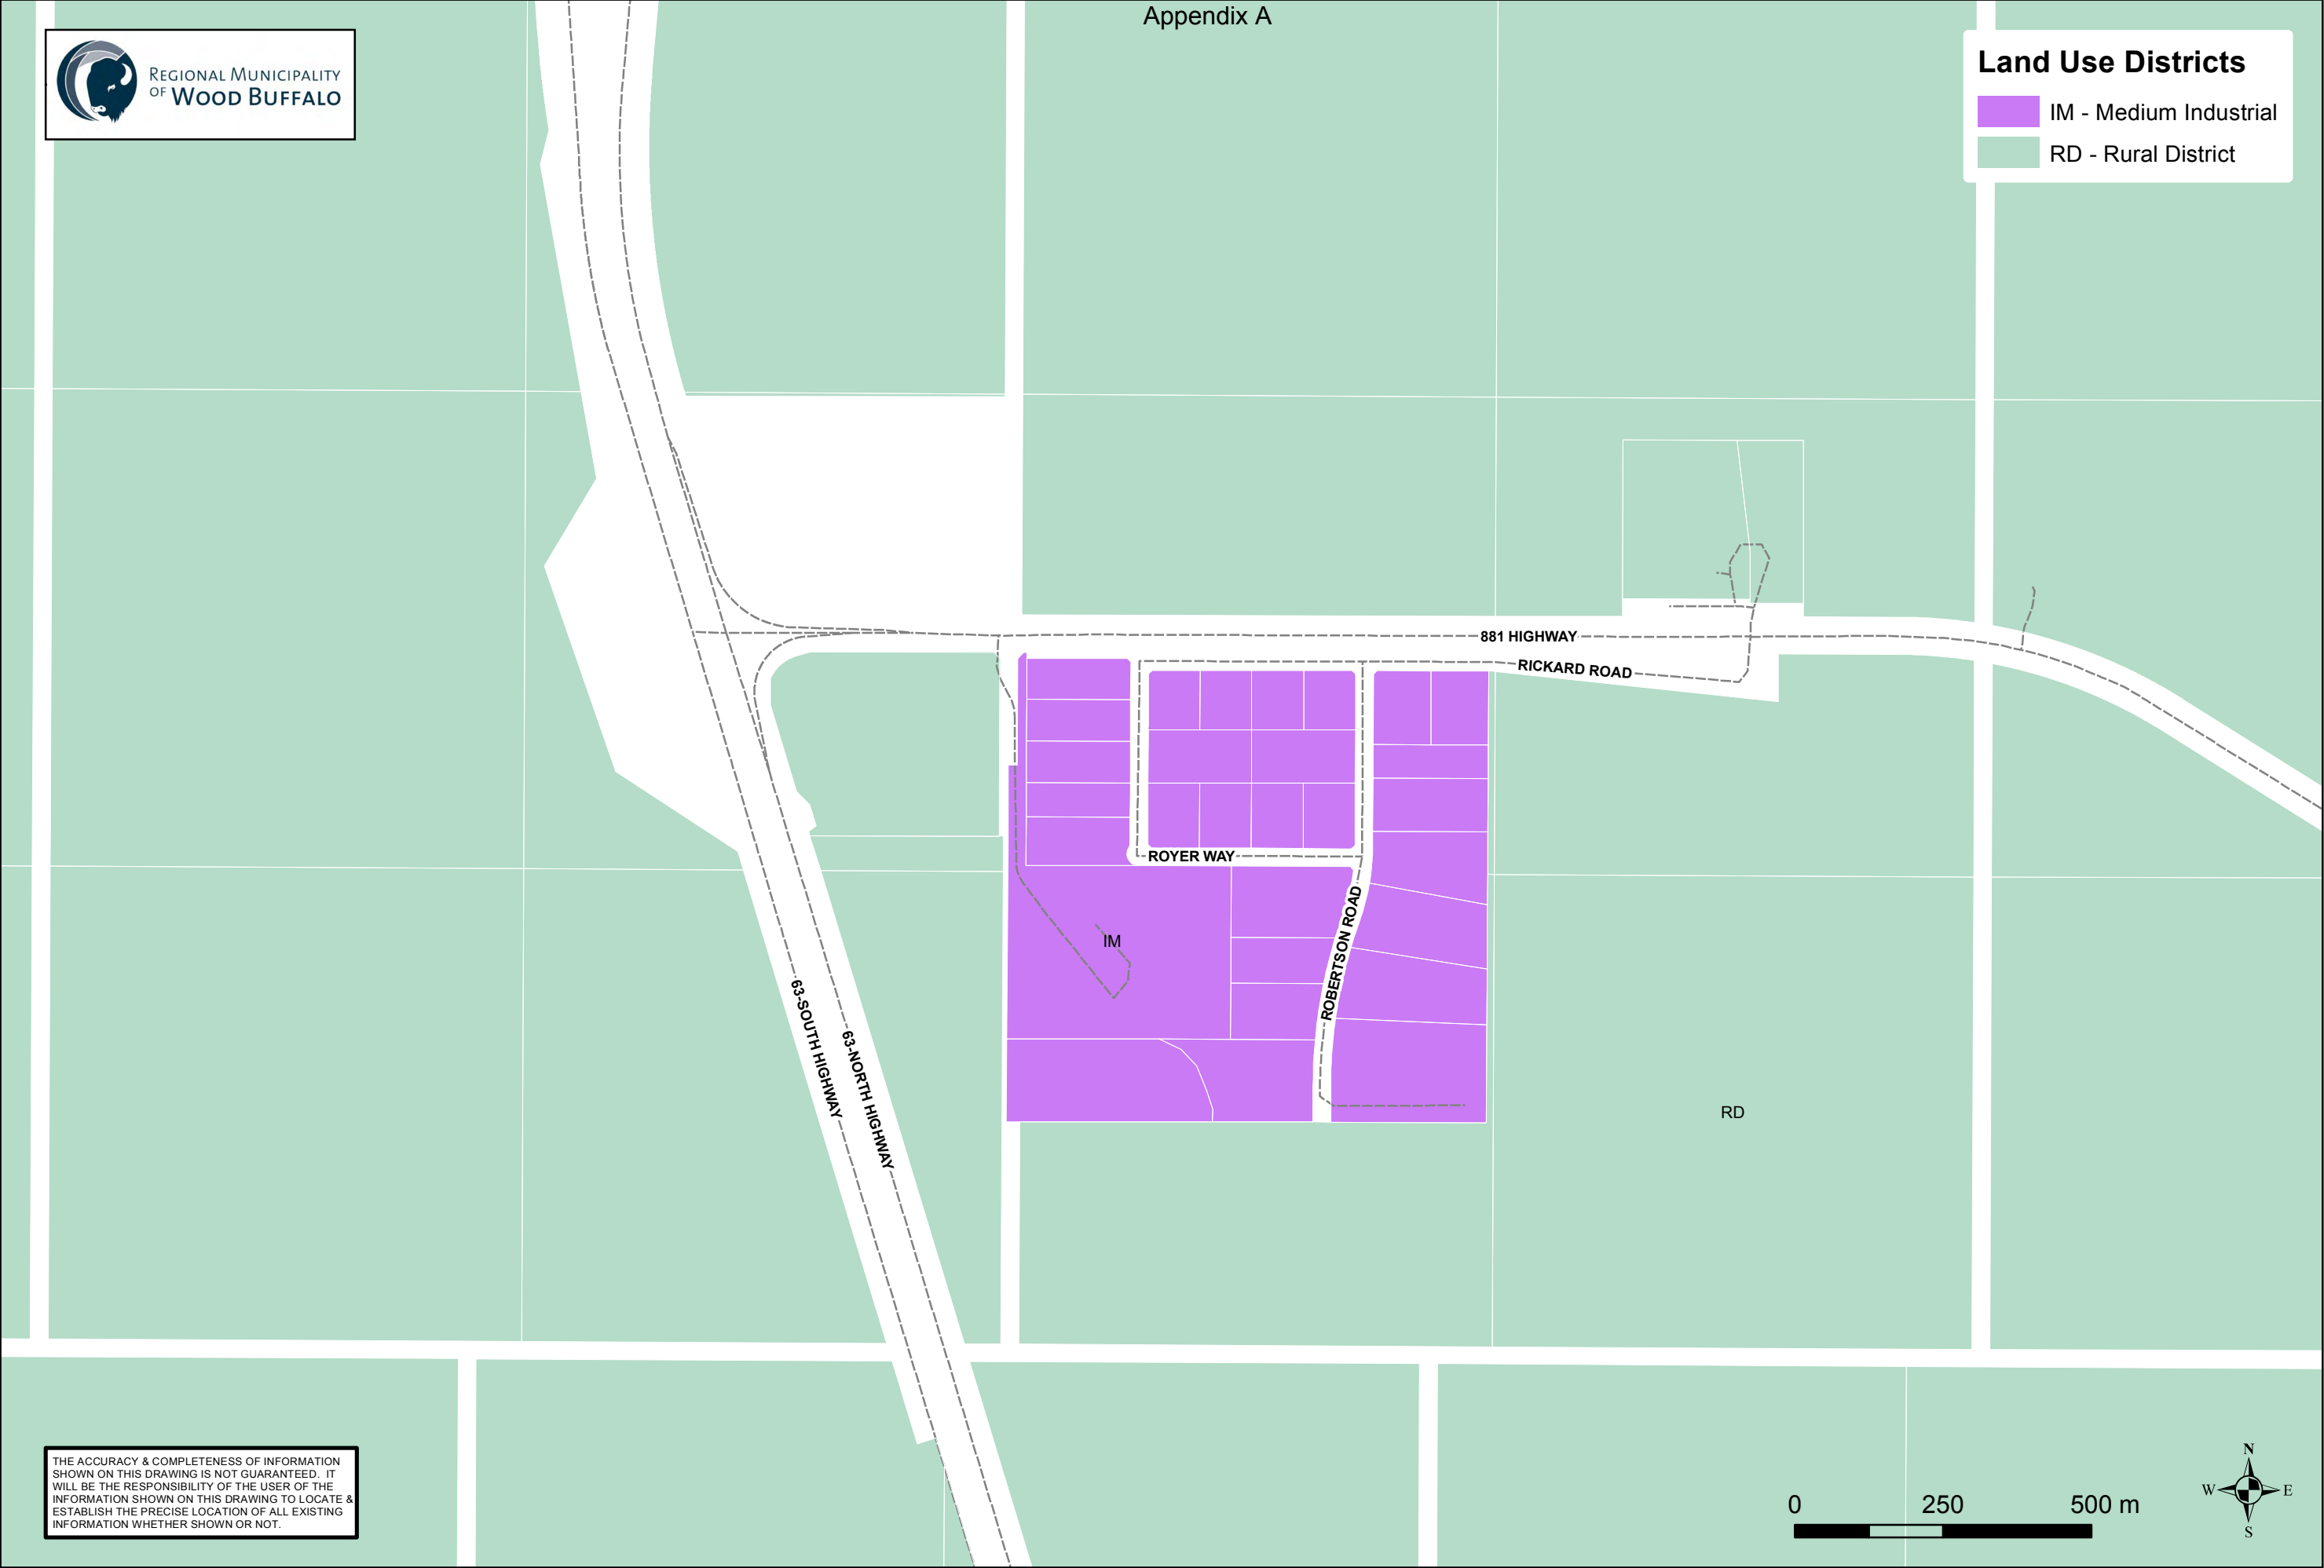 Appendix A
REGIONAL MUNICIPALITY
OF WOOD BUFFALO
Land Use Districts
IM - Medium Industrial
RD - Rural District
881 HIGHWAY
RICKARD ROAD
ROYER WAY
ROBERTSON ROAD
IM
63-SOUTH HIGHWAY
63-NORTH HIGHWAY
RD
THE ACCURACY & COMPLETENESS OF INFORMATION
SHOWN ON THIS DRAWING IS NOT GUARANTEED. IT
WILL BE THE RESPONSIBILITY OF THE USER OF THE
INFORMATION SHOWN ON THIS DRAWING TO LOCATE &
ESTABLISH THE PRECISE LOCATION OF ALL EXISTING
INFORMATION WHETHER SHOWN OR NOT.
0 250 500 m
N
W E
S